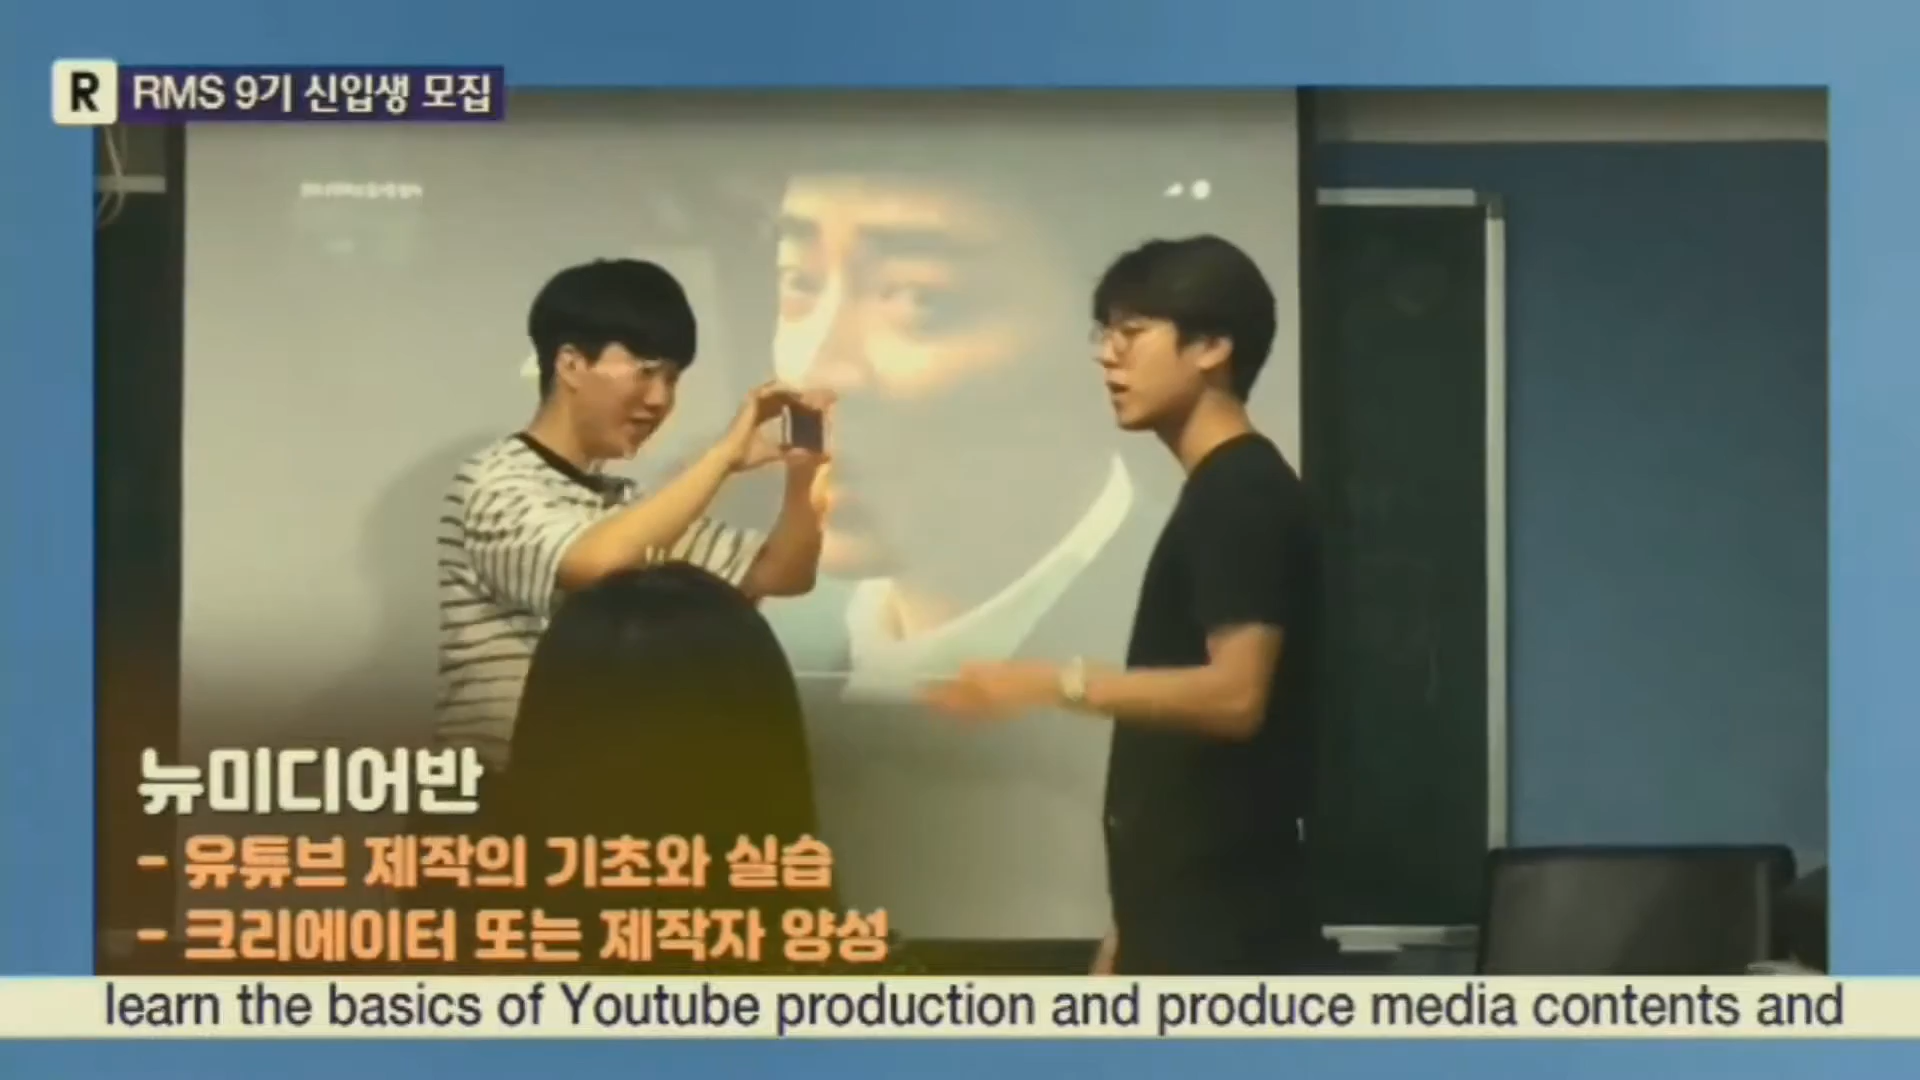 R RMS 9기 신입생 모집
뉴미디어반
- 유튜브 제작의 기초와 실습
- 크리에이터 또는 제작자 양성
learn the basics of Youtube production and produce media contents and